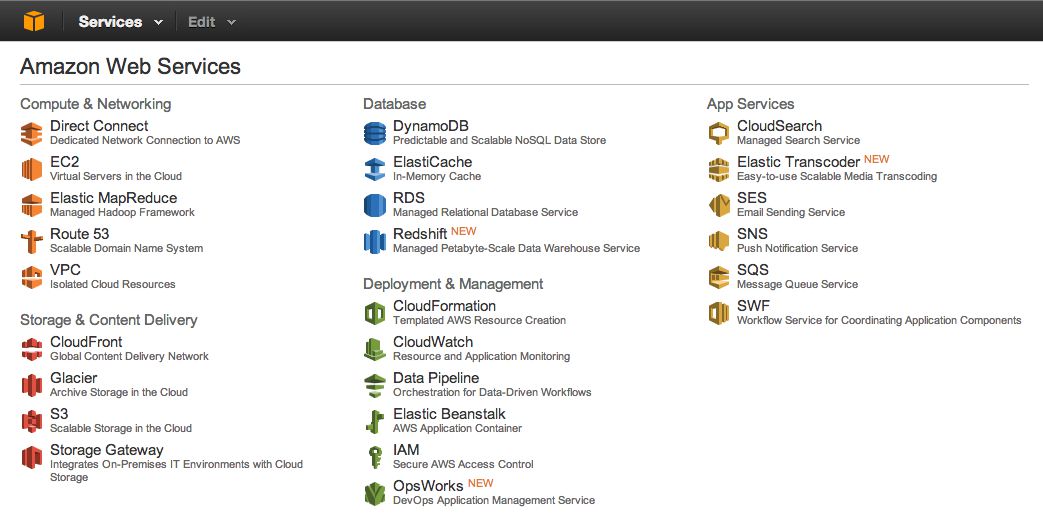 Services Edit
Amazon Web Services
Compute & Networking
Direct Connect
Dedicated Network Connection to AWS
EC2
Virtual Servers in the Cloud
Elastic MapReduce
Managed Hadoop Framework
Route 53
Scalable Domain Name System
VPC
Isolated Cloud Resources
Storage & Content Delivery
CloudFront
Global Content Delivery Network
Glacier
Archive Storage in the Cloud
S3
Scalable Storage in the Cloud
Storage Gateway
Integrates On-Premises IT Environments with Cloud
Storage
Database
DynamoDB
Predictable and Scalable NoSQL Data Store
ElastiCache
In-Memory Cache
RDS
Managed Relational Database Service
Redshift NEW
Managed Petabyte-Scale Data Warehouse Service
Deployment & Management
CloudFormation
Templated AWS Resource Creation
CloudWatch
Resource and Application Monitoring
Data Pipeline
Orchestration for Data-Driven Workflows
Elastic Beanstalk
AWS Application Container
IAM
Secure AWS Access Control
OpsWorks NEW
DevOps Application Management Service
App Services
CloudSearch
Managed Search Service
Elastic Transcoder NEW
Easy-to-use Scalable Media Transcoding
SES
Email Sending Service
SNS
Push Notification Service
SQS
Message Queue Service
SWF
Workflow Service for Coordinating Application Components